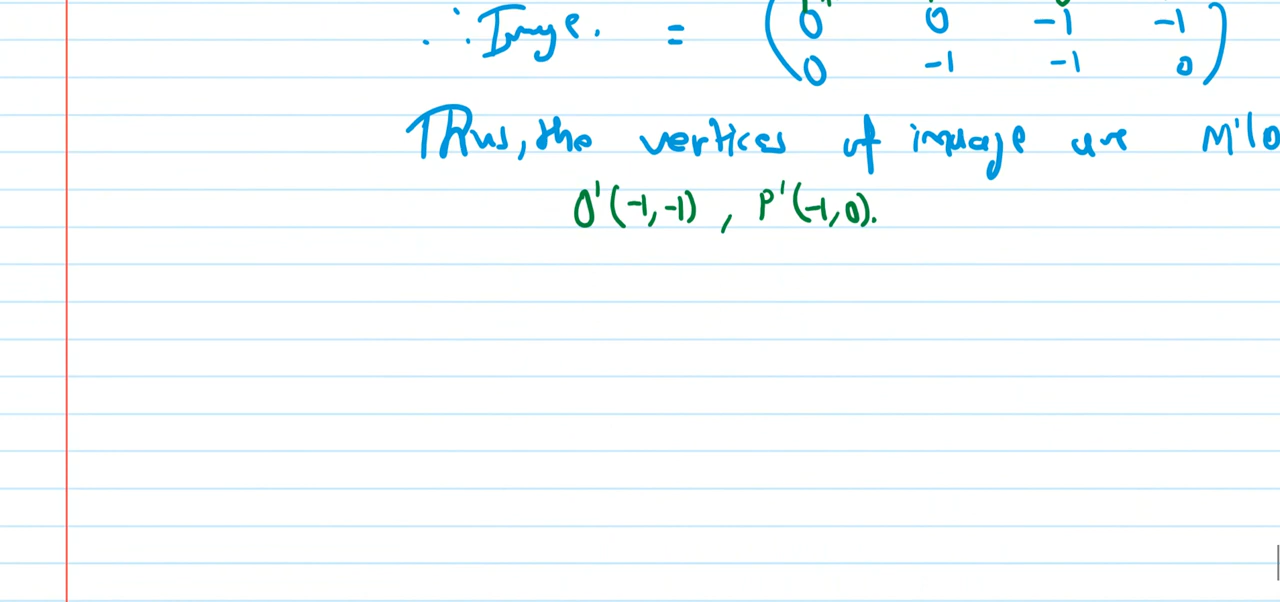 ∴ Image. = (0 0 -1 -1
0 -1 -1 0)
Thus, the vertices of image are M'(0
O'(-1,-1) , P'(-1,0).